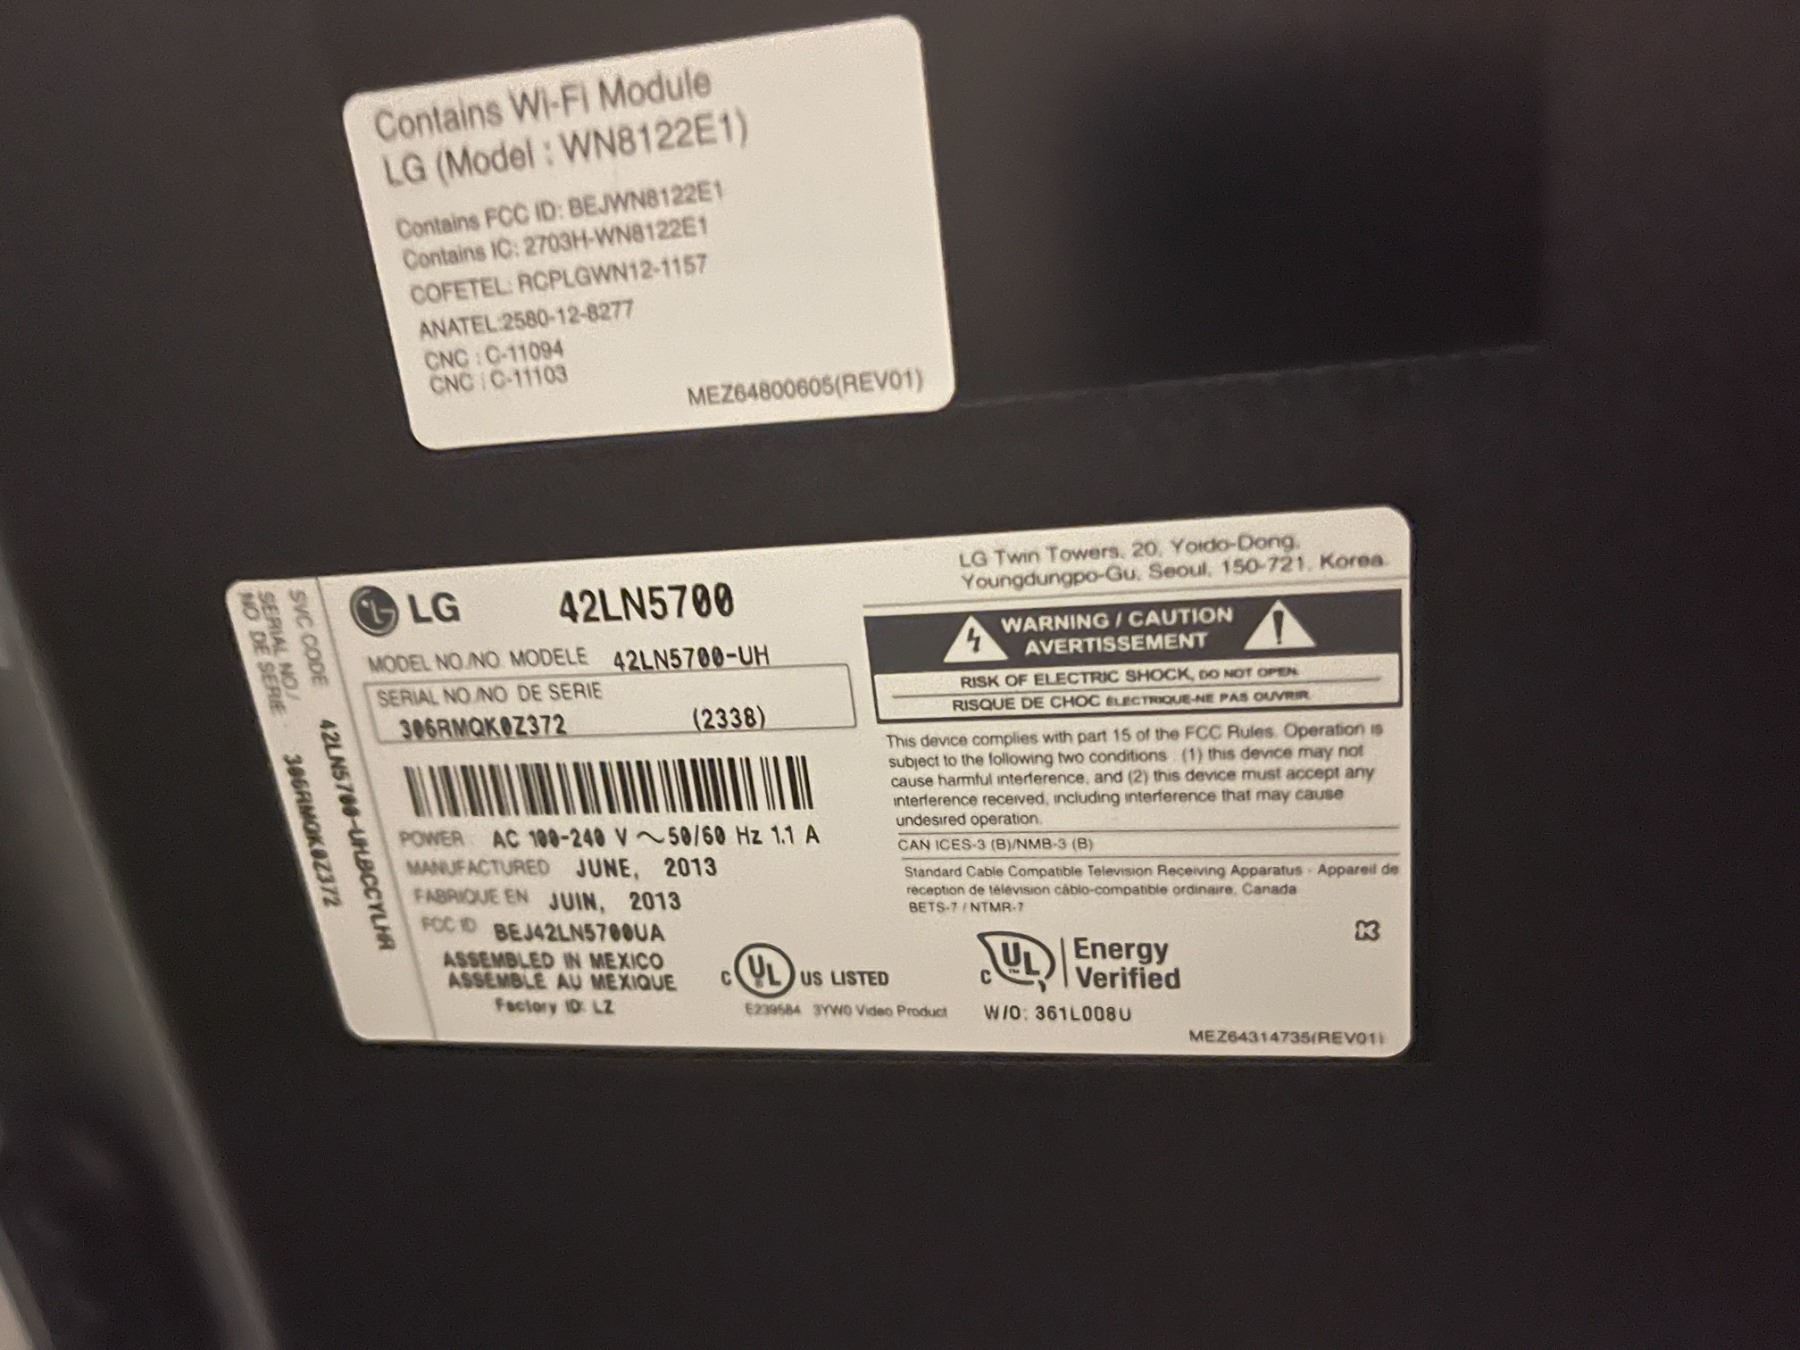 Contains Wi-Fi Module
LG (Model : WN8122E1)
Contains FCC ID: BEJWN8122E1
Contains IC: 2703H-WN8122E1
COFETEL: RCPLGWN12-1157
ANATEL:2580-12-8277
CNC : C-11094
CNC : C-11103
MEZ64800605(REV01)
SVC CODE 42LN5700-UH.BCCYLHR
SERIAL NO./
NO DE SERIE : 306RMQK0Z372
LG 42LN5700
MODEL NO./NO. MODELE 42LN5700-UH
SERIAL NO./NO DE SERIE
306RMQK0Z372 (2338)
POWER: AC 100-240 V ~ 50/60 Hz 1.1 A
MANUFACTURED JUNE, 2013
FABRIQUE EN JUIN, 2013
FCC ID BEJ42LN5700UA
ASSEMBLED IN MEXICO
ASSEMBLE AU MEXIQUE
Factory ID: LZ
C UL US LISTED
E239584 3YW0 Video Product
LG Twin Towers, 20, Yoido-Dong,
Youngdungpo-Gu, Seoul, 150-721, Korea
WARNING / CAUTION
AVERTISSEMENT
RISK OF ELECTRIC SHOCK, DO NOT OPEN.
RISQUE DE CHOC ÉLECTRIQUE-NE PAS OUVRIR.
This device complies with part 15 of the FCC Rules. Operation is
subject to the following two conditions : (1) this device may not
cause harmful interference, and (2) this device must accept any
interference received, including interference that may cause
undesired operation.
CAN ICES-3 (B)/NMB-3 (B)
Standard Cable Compatible Television Receiving Apparatus - Appareil de
réception de télévision câblo-compatible ordinaire, Canada
BETS-7 / NTMR-7
C UL TM Energy
Verified
W/O: 361L008U
MEZ64314735(REV01)